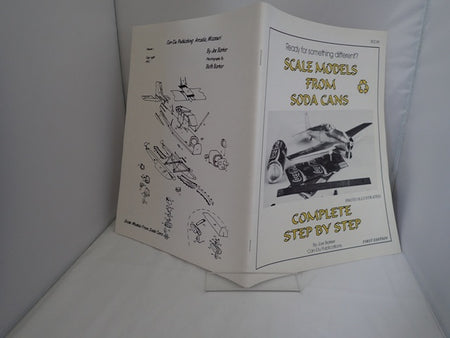 Can-Du Publishing Arcadia, Missouri
By Joe Barker
Photographs by
Beth Barker
Scale Models From Soda Cans
Ready for something different?
SCALE MODELS
FROM
SODA CANS
PHOTO ILLUSTRATED
COMPLETE
STEP BY STEP
By Joe Barker
Can-Du Publications
FIRST EDITION